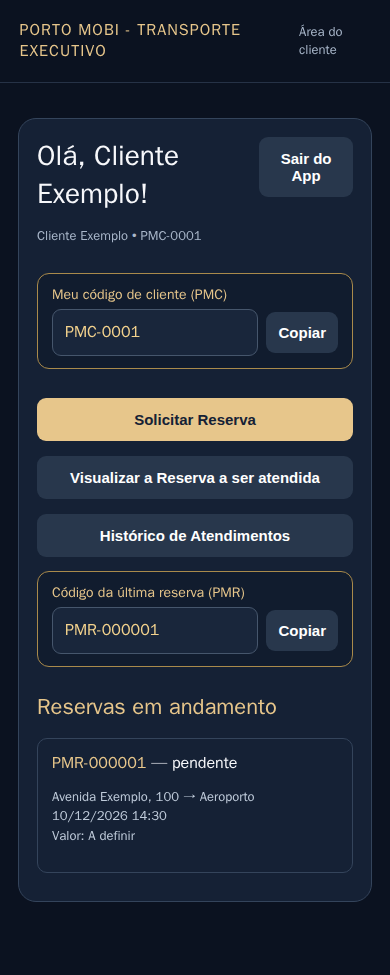 PORTO MOBI - TRANSPORTE
EXECUTIVO
Área do
cliente
Olá, Cliente
Exemplo!
Sair do
App
Cliente Exemplo • PMC-0001
Meu código de cliente (PMC)
PMC-0001
Copiar
Solicitar Reserva
Visualizar a Reserva a ser atendida
Histórico de Atendimentos
Código da última reserva (PMR)
PMR-000001
Copiar
Reservas em andamento
PMR-000001 — pendente
Avenida Exemplo, 100 → Aeroporto
10/12/2026 14:30
Valor: A definir